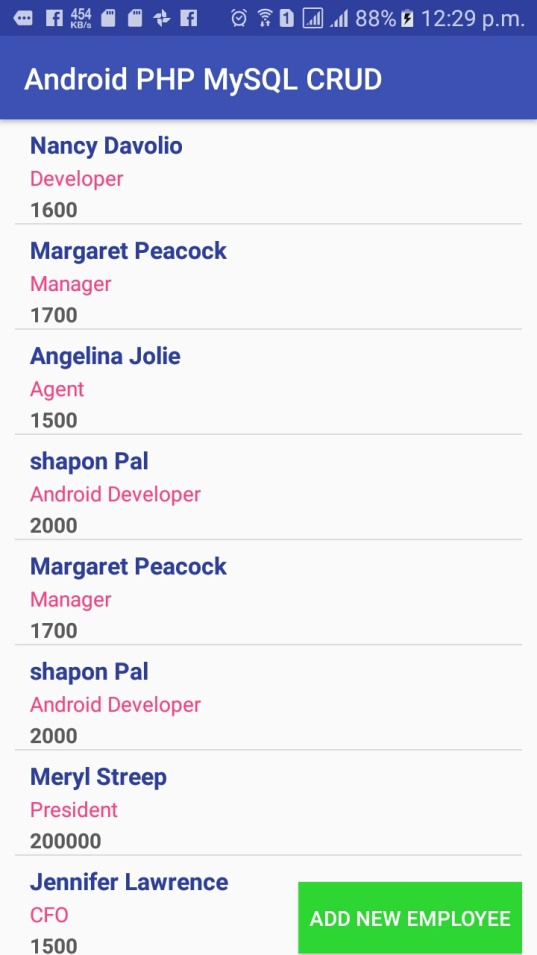 454 KB/s 1 88% 12:29 p.m.
Android PHP MySQL CRUD
Nancy Davolio
Developer
1600
Margaret Peacock
Manager
1700
Angelina Jolie
Agent
1500
shapon Pal
Android Developer
2000
Margaret Peacock
Manager
1700
shapon Pal
Android Developer
2000
Meryl Streep
President
200000
Jennifer Lawrence
CFO
ADD NEW EMPLOYEE
1500